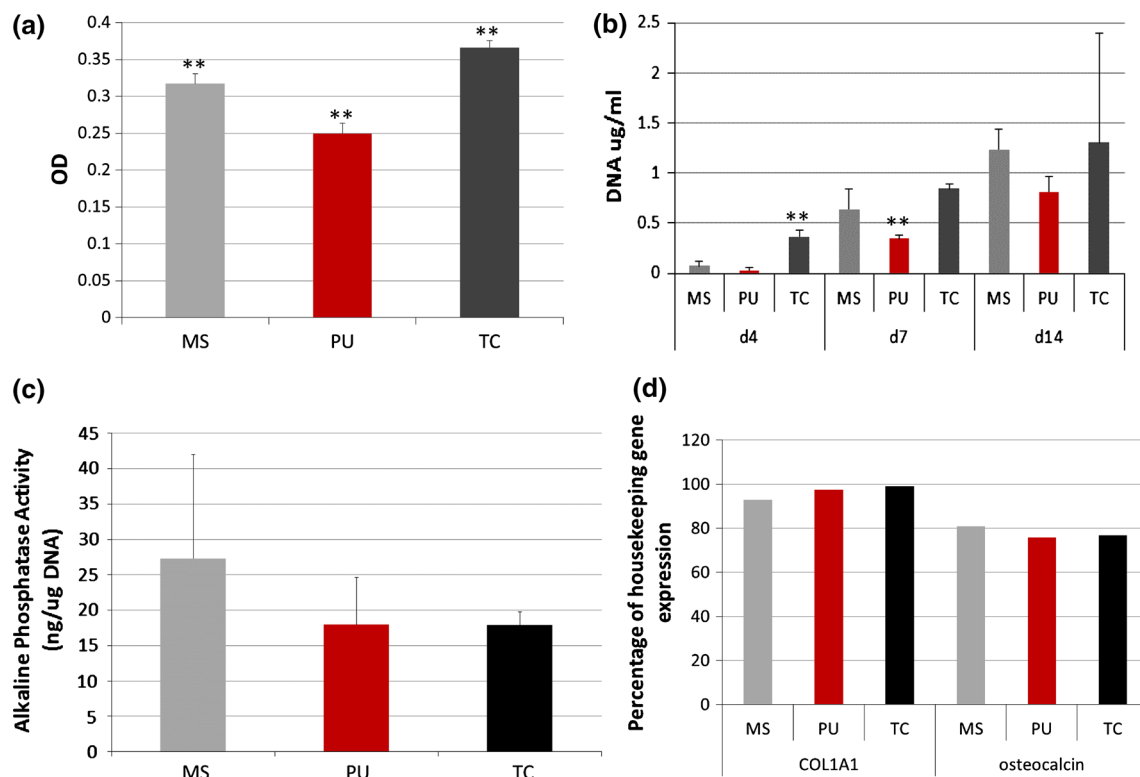 (a)
0.4
0.35
0.3
0.25
0.2
0.15
0.1
0.05
0
OD
**
**
**
MS PU TC
(b)
2.5
2
1.5
1
0.5
0
DNA ug/ml
**
**
MS PU TC MS PU TC MS PU TC
d4 d7 d14
(c)
45
40
35
30
25
20
15
10
5
0
Alkaline Phosphatase Activity
(ng/ug DNA)
MS PU TC
(d)
120
100
80
60
40
20
0
Percentage of housekeeping gene
expression
MS PU TC MS PU TC
COL1A1 osteocalcin